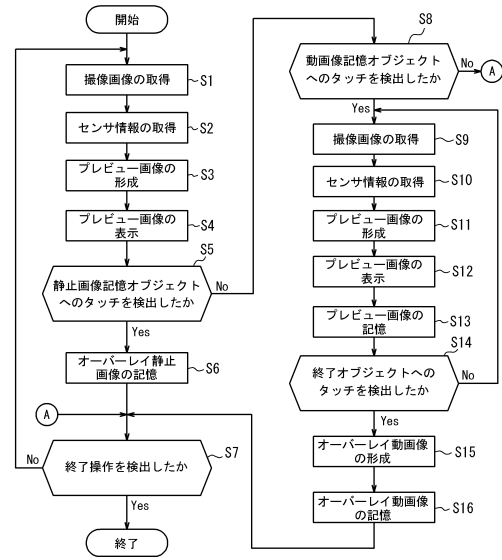 開始
撮像画像の取得
S1
センサ情報の取得
S2
プレビュー画像の
形成
S3
プレビュー画像の
表示
S4
S5
静止画像記憶オブジェクト
へのタッチを検出したか
No
Yes
オーバーレイ静止
画像の記憶
S6
A
終了操作を検出したか
S7
No
Yes
終了
S8
動画像記憶オブジェクト
へのタッチを検出したか
No
A
Yes
撮像画像の取得
S9
センサ情報の取得
S10
プレビュー画像の
形成
S11
プレビュー画像の
表示
S12
プレビュー画像の
記憶
S13
S14
終了オブジェクトへの
タッチを検出したか
No
Yes
オーバーレイ動画像
の形成
S15
オーバーレイ動画像
の記憶
S16